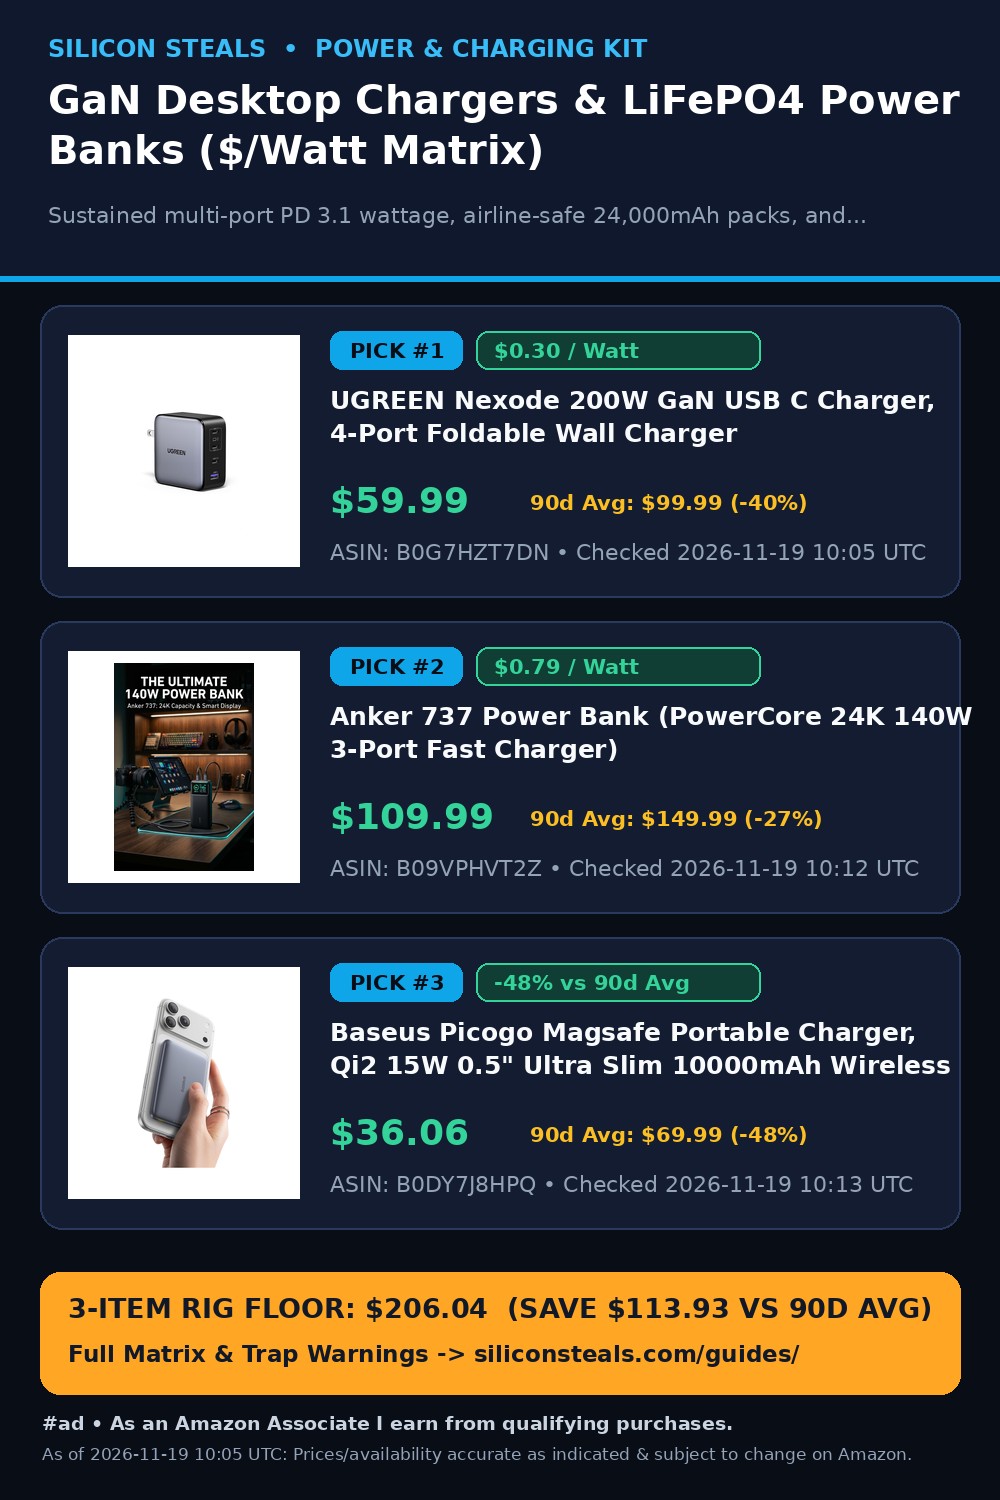 SILICON STEALS • POWER & CHARGING KIT
GaN Desktop Chargers & LiFePO4 Power
Banks ($/Watt Matrix)
Sustained multi-port PD 3.1 wattage, airline-safe 24,000mAh packs, and...
PICK #1
$0.30 / Watt
UGREEN Nexode 200W GaN USB C Charger,
4-Port Foldable Wall Charger
$59.99
90d Avg: $99.99 (-40%)
ASIN: B0G7HZT7DN • Checked 2026-11-19 10:05 UTC
UGREEN
PICK #2
$0.79 / Watt
Anker 737 Power Bank (PowerCore 24K 140W
3-Port Fast Charger)
$109.99
90d Avg: $149.99 (-27%)
ASIN: B09VPHVT2Z • Checked 2026-11-19 10:12 UTC
THE ULTIMATE
140W POWER BANK
Anker 737: 24K Capacity & Smart Display
PICK #3
-48% vs 90d Avg
Baseus Picogo Magsafe Portable Charger,
Qi2 15W 0.5" Ultra Slim 10000mAh Wireless
$36.06
90d Avg: $69.99 (-48%)
ASIN: B0DY7J8HPQ • Checked 2026-11-19 10:13 UTC
3-ITEM RIG FLOOR: $206.04 (SAVE $113.93 VS 90D AVG)
Full Matrix & Trap Warnings -> siliconsteals.com/guides/
#ad • As an Amazon Associate I earn from qualifying purchases.
As of 2026-11-19 10:05 UTC: Prices/availability accurate as indicated & subject to change on Amazon.